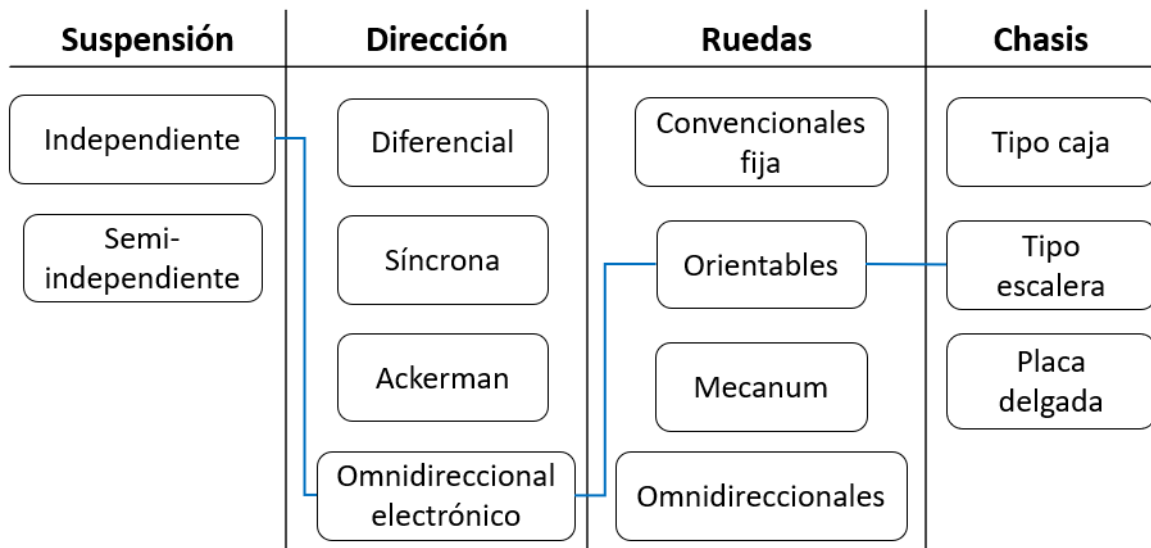 Suspensión Dirección Ruedas Chasis
Independiente
Semi-
independiente
Diferencial
Síncrona
Ackerman
Omnidireccional
electrónico
Convencionales
fija
Orientables
Mecanum
Omnidireccionales
Tipo caja
Tipo
escalera
Placa
delgada